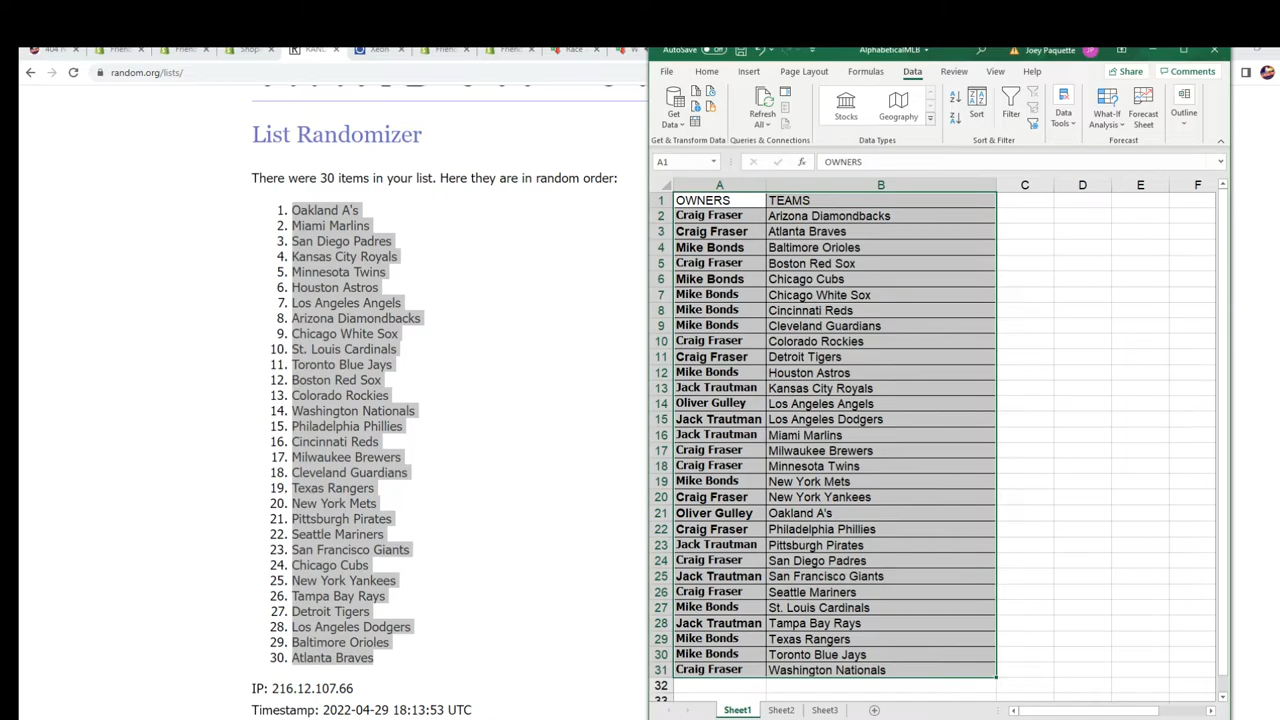 404 N
Frien
Frien
Shop
RAN
Xeon
Frien
Frien
Race
W
random.org/lists/
List Randomizer
There were 30 items in your list. Here they are in random order:
1. Oakland A's
2. Miami Marlins
3. San Diego Padres
4. Kansas City Royals
5. Minnesota Twins
6. Houston Astros
7. Los Angeles Angels
8. Arizona Diamondbacks
9. Chicago White Sox
10. St. Louis Cardinals
11. Toronto Blue Jays
12. Boston Red Sox
13. Colorado Rockies
14. Washington Nationals
15. Philadelphia Phillies
16. Cincinnati Reds
17. Milwaukee Brewers
18. Cleveland Guardians
19. Texas Rangers
20. New York Mets
21. Pittsburgh Pirates
22. Seattle Mariners
23. San Francisco Giants
24. Chicago Cubs
25. New York Yankees
26. Tampa Bay Rays
27. Detroit Tigers
28. Los Angeles Dodgers
29. Baltimore Orioles
30. Atlanta Braves
IP: 216.12.107.66
Timestamp: 2022-04-29 18:13:53 UTC
AutoSave Off AlphabeticalMLB Joey Paquette JP
File Home Insert Page Layout Formulas Data Review View Help Share Comments
Get Data Refresh All Stocks Geography Sort Filter Data Tools What-If Analysis Forecast Sheet Outline
Get & Transform Data Queries & Connections Data Types Sort & Filter Forecast
A1 fx OWNERS
A B C D E F
1 OWNERS TEAMS
2 Craig Fraser Arizona Diamondbacks
3 Craig Fraser Atlanta Braves
4 Mike Bonds Baltimore Orioles
5 Craig Fraser Boston Red Sox
6 Mike Bonds Chicago Cubs
7 Mike Bonds Chicago White Sox
8 Mike Bonds Cincinnati Reds
9 Mike Bonds Cleveland Guardians
10 Craig Fraser Colorado Rockies
11 Craig Fraser Detroit Tigers
12 Mike Bonds Houston Astros
13 Jack Trautman Kansas City Royals
14 Oliver Gulley Los Angeles Angels
15 Jack Trautman Los Angeles Dodgers
16 Jack Trautman Miami Marlins
17 Craig Fraser Milwaukee Brewers
18 Craig Fraser Minnesota Twins
19 Mike Bonds New York Mets
20 Craig Fraser New York Yankees
21 Oliver Gulley Oakland A's
22 Craig Fraser Philadelphia Phillies
23 Jack Trautman Pittsburgh Pirates
24 Craig Fraser San Diego Padres
25 Jack Trautman San Francisco Giants
26 Craig Fraser Seattle Mariners
27 Mike Bonds St. Louis Cardinals
28 Jack Trautman Tampa Bay Rays
29 Mike Bonds Texas Rangers
30 Mike Bonds Toronto Blue Jays
31 Craig Fraser Washington Nationals
32
33
Sheet1 Sheet2 Sheet3